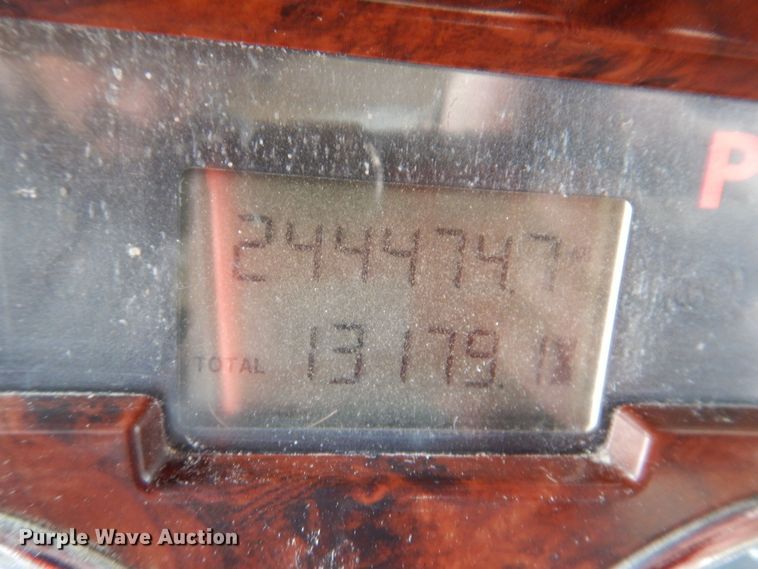 P
244474.7
TOTAL 13179.1
Purple Wave Auction